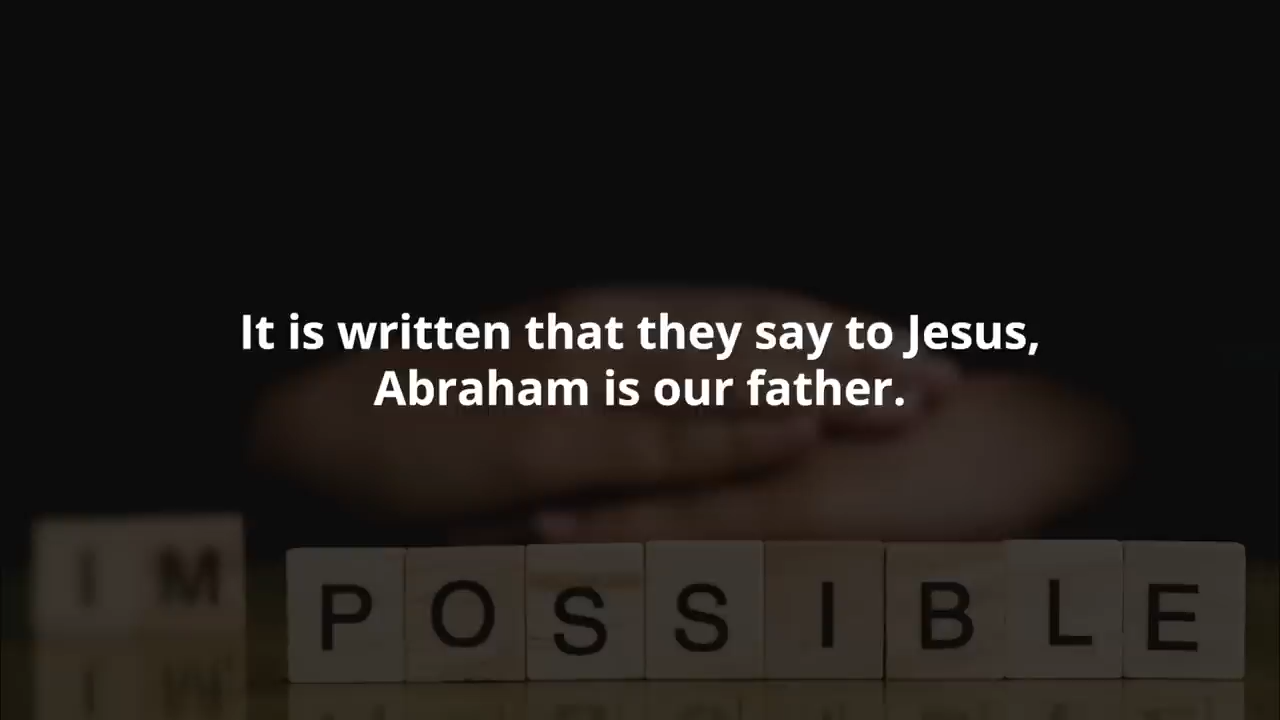 It is written that they say to Jesus,
Abraham is our father.
IM POSSIBLE